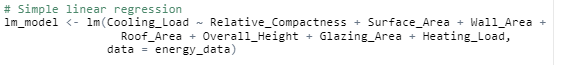 # Simple linear regression
lm_model <- lm(Cooling_Load ~ Relative_Compactness + Surface_Area + Wall_Area +
Roof_Area + Overall_Height + Glazing_Area + Heating_Load,
data = energy_data)